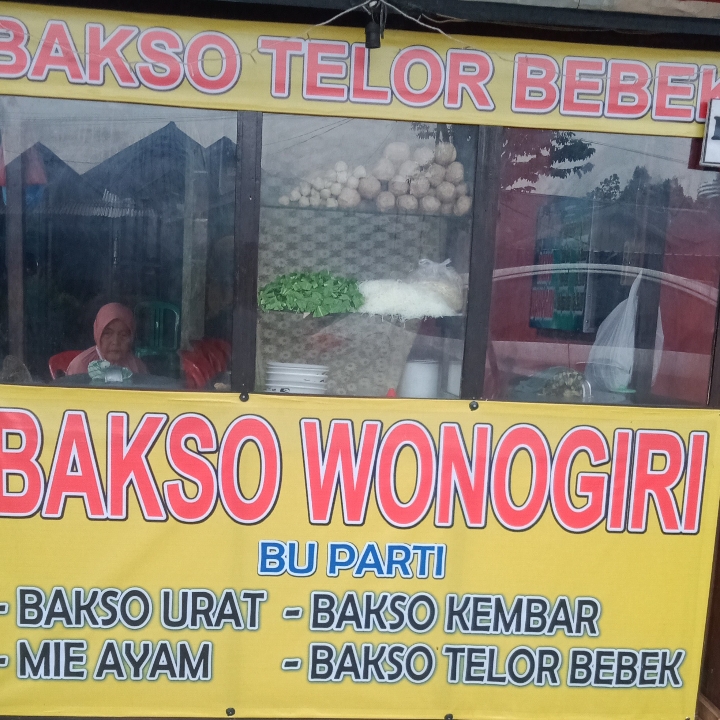 BAKSO TELOR BEBEK
BAKSO WONOGIRI
BU PARTI
- BAKSO URAT - BAKSO KEMBAR
- MIE AYAM - BAKSO TELOR BEBEK